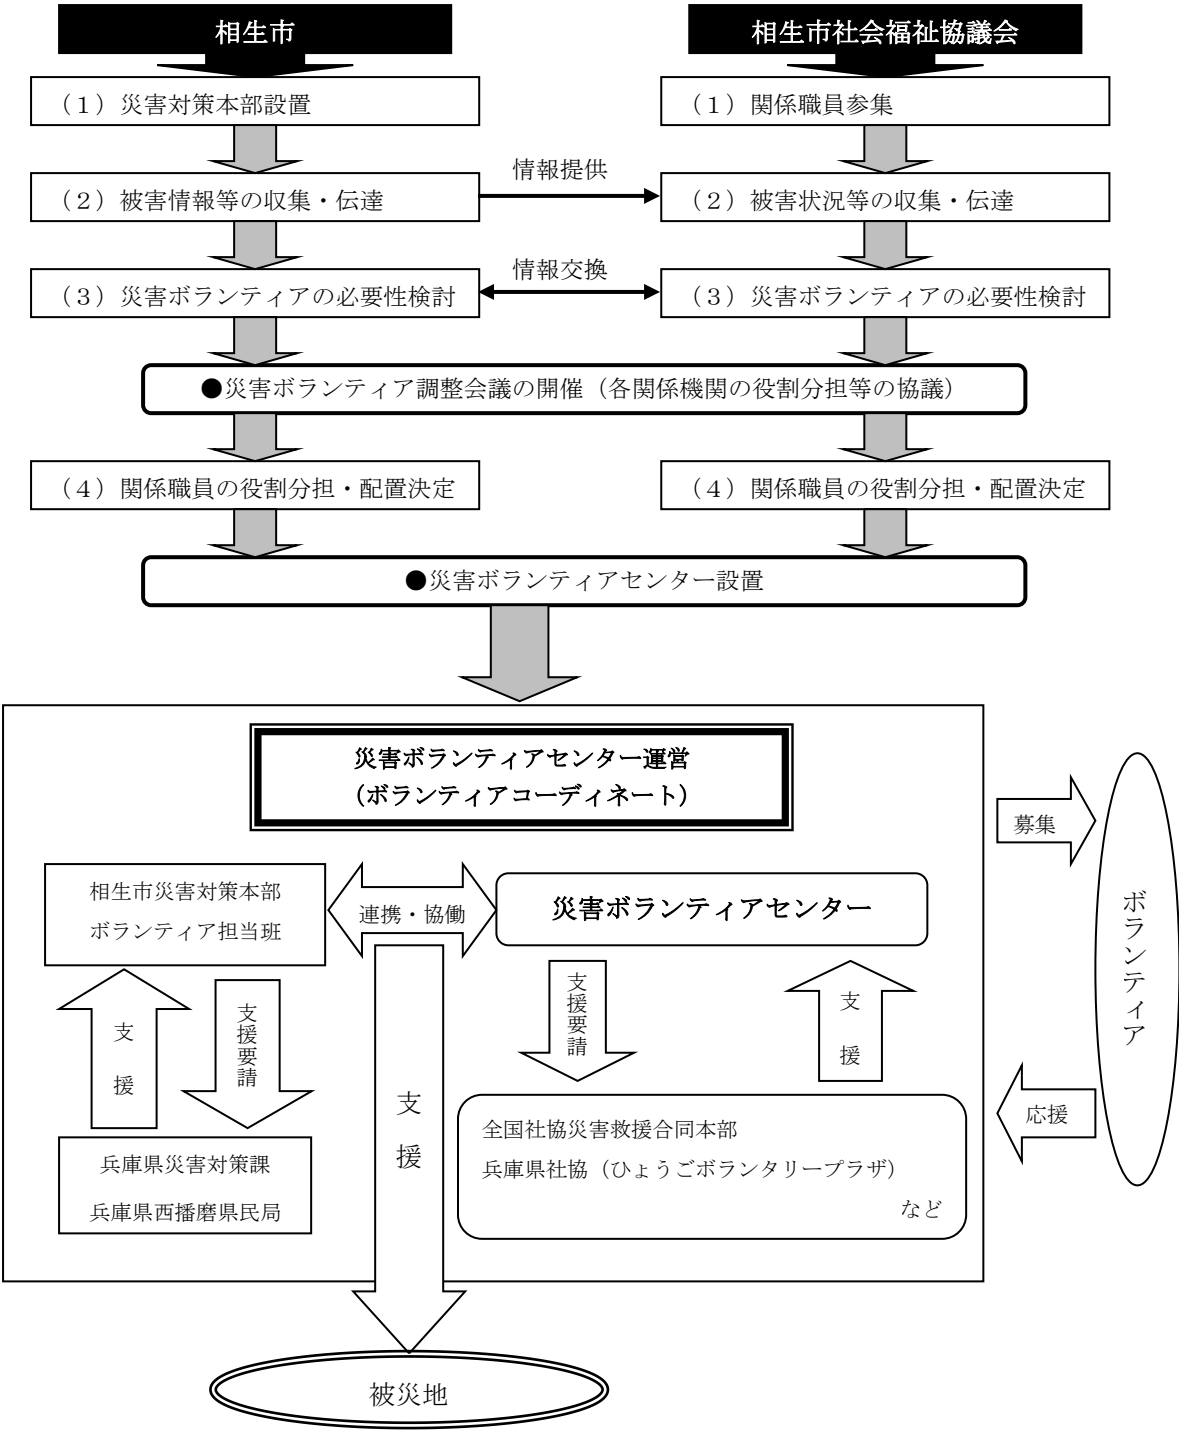 相生市
相生市社会福祉協議会
（１）災害対策本部設置
（１）関係職員参集
情報提供
（２）被害情報等の収集・伝達
（２）被害状況等の収集・伝達
情報交換
（３）災害ボランティアの必要性検討
（３）災害ボランティアの必要性検討
●災害ボランティア調整会議の開催（各関係機関の役割分担等の協議）
（４）関係職員の役割分担・配置決定
（４）関係職員の役割分担・配置決定
●災害ボランティアセンター設置
災害ボランティアセンター運営
（ボランティアコーディネート）
募集
ボランティア
相生市災害対策本部
ボランティア担当班
連携・協働
災害ボランティアセンター
支援
支援要請
支援要請
支援
支援
応援
兵庫県災害対策課
兵庫県西播磨県民局
全国社協災害救援合同本部
兵庫県社協（ひょうごボランタリープラザ）
など
被災地